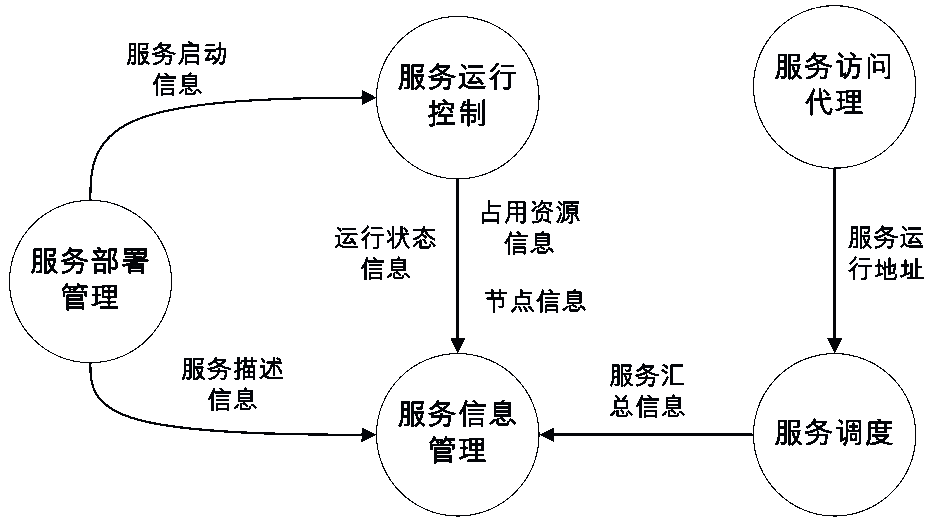 服务启动
信息
服务运行
控制
服务访问
代理
服务部署
管理
运行状态
信息
占用资源
信息
节点信息
服务运
行地址
服务描述
信息
服务信息
管理
服务汇
总信息
服务调度